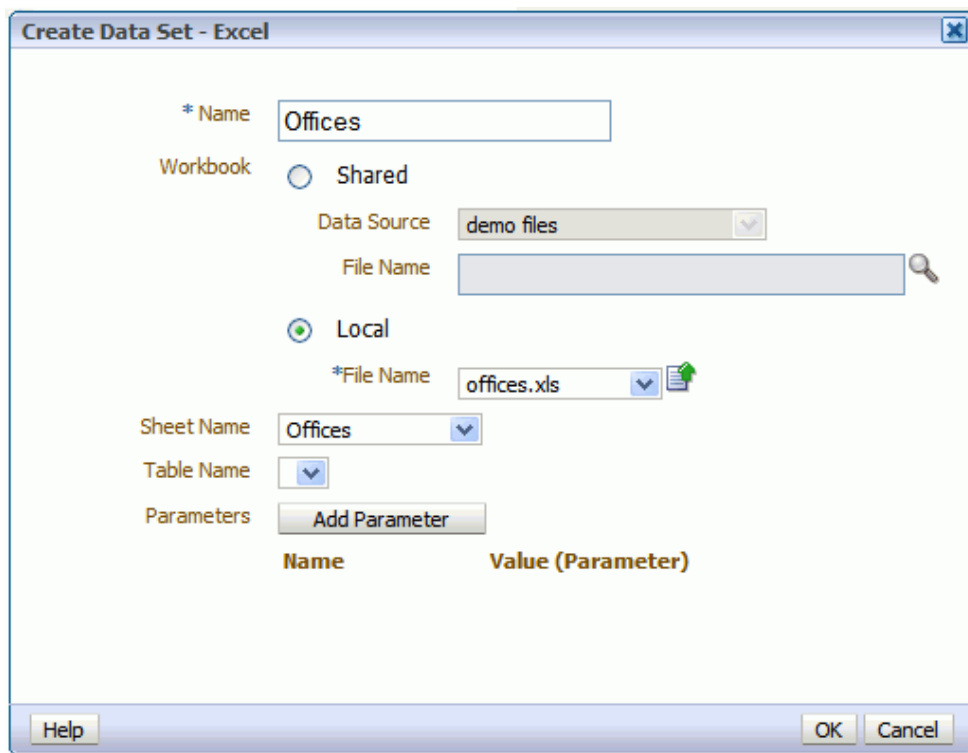 Create Data Set - Excel
* Name Offices
Workbook Shared
Data Source demo files
File Name
Local
*File Name offices.xls
Sheet Name Offices
Table Name
Parameters Add Parameter
Name Value (Parameter)
Help OK Cancel